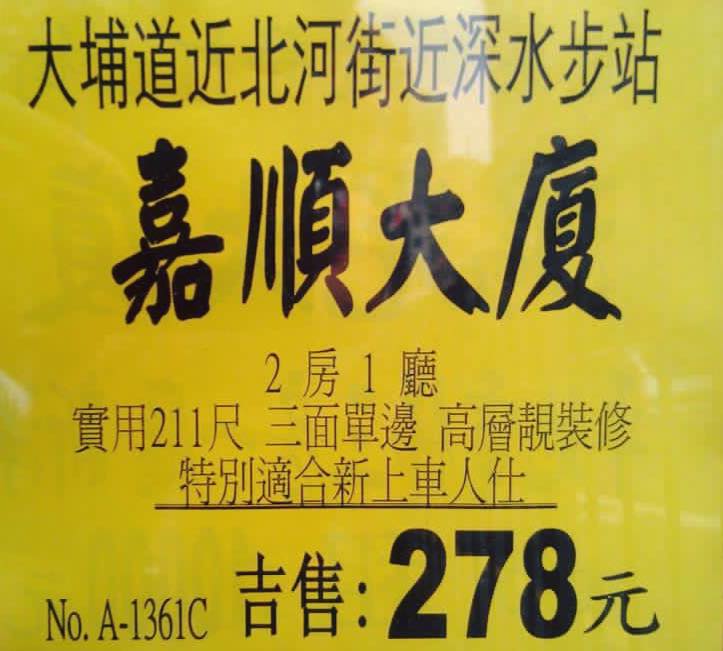 大埔道近北河街近深水步站
嘉順大廈
2 房 1 廳
實用211尺 三面單邊 高層靚裝修
特別適合新上車人仕
No. A-1361C 吉售: 278元